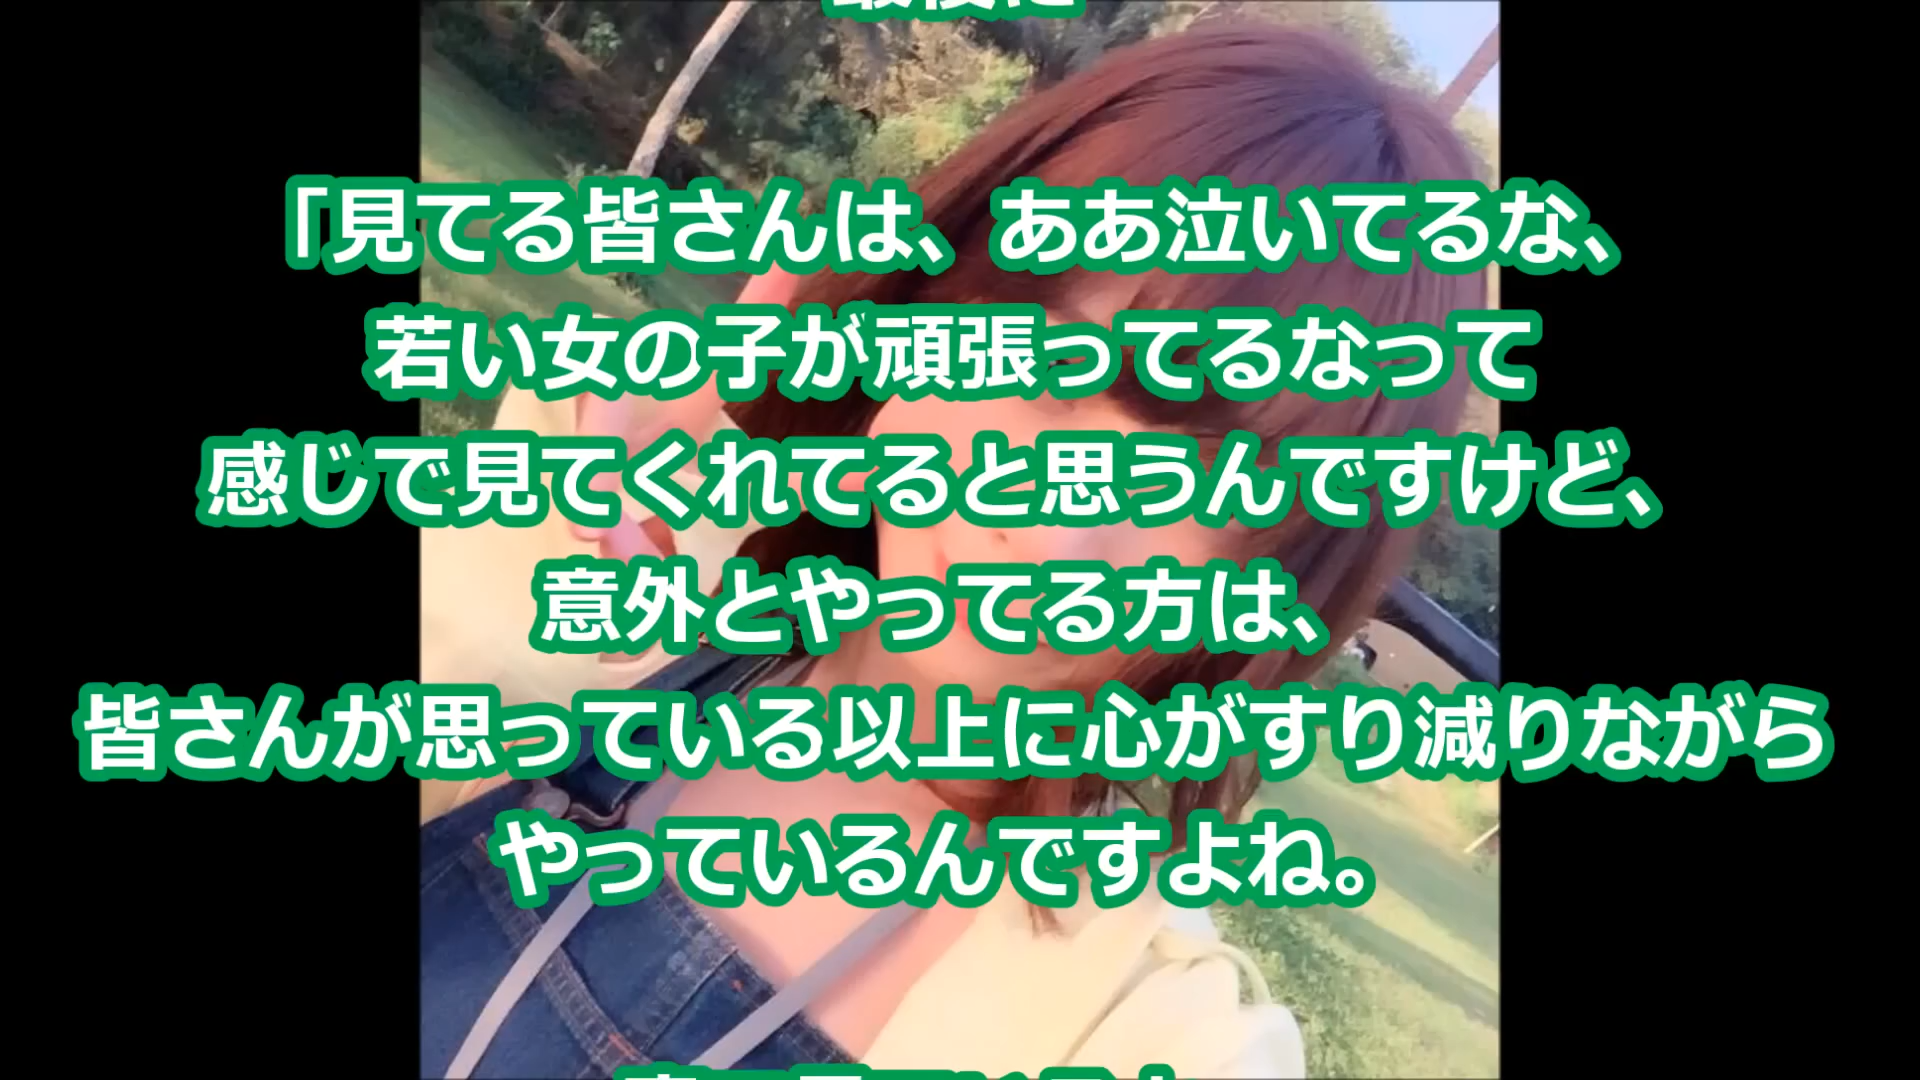 「見てる皆さんは、ああ泣いてるな、
若い女の子が頑張ってるなって
感じで見てくれてると思うんですけど、
意外とやってる方は、
皆さんが思っている以上に心がすり減りながら
やっているんですよね。